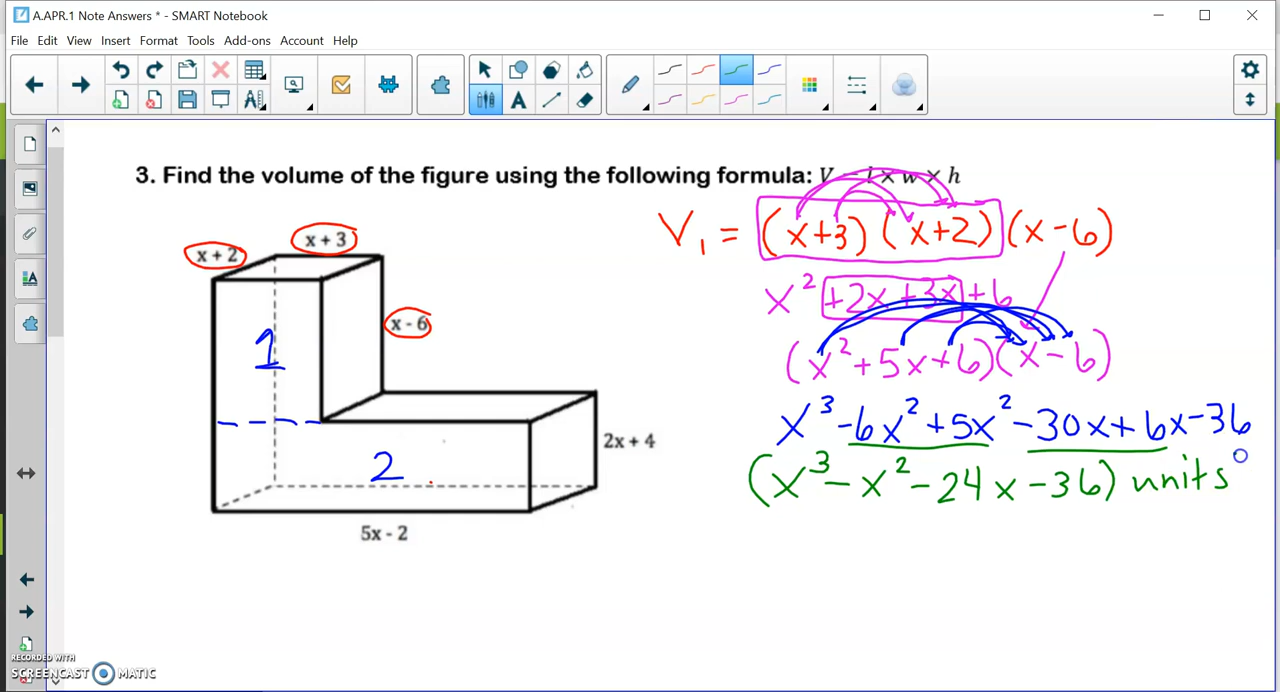 A.APR.1 Note Answers * - SMART Notebook
File Edit View Insert Format Tools Add-ons Account Help
3. Find the volume of the figure using the following formula: V = l × w × h
V₁ = (x+3)(x+2)(x-6)
x + 3
x + 2
x² +2x +3x +6
x - 6
1
(x² + 5x + 6)(x - 6)
x³ - 6x² + 5x² - 30x + 6x - 36
2x + 4
2
(x³ - x² - 24x - 36) units
5x - 2
RECORDED WITH
SCREENCAST MATIC